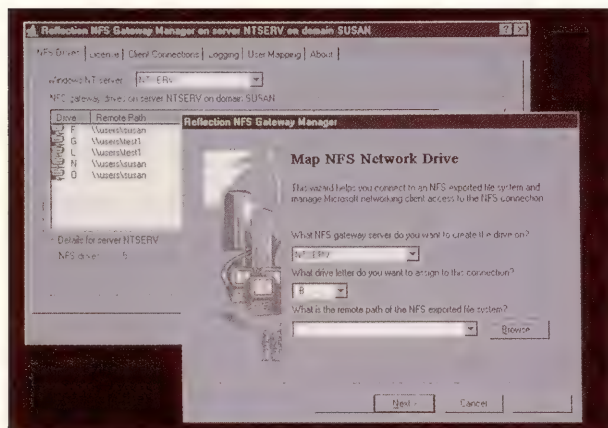 Reflection NFS Gateway Manager on server NTSERV on domain SUSAN
NFS Drives License Client Connections Logging User Mapping About
Windows NT server:
NFS gateway drives on server NTSERV on domain SUSAN
Drive Remote Path
F \\users\susan
G \\users\test1
L \\users\test1
N \\users\susan
O \\users\susan
Details for server NTSERV
NFS drives 5
Reflection NFS Gateway Manager
Map NFS Network Drive
This wizard helps you connect to an NFS exported file system and
manage Microsoft networking client access to the NFS connection
What NFS gateway server do you want to create the drive on?
What drive letter do you want to assign to this connection?
B
What is the remote path of the NFS exported file system?
Browse
Next Cancel